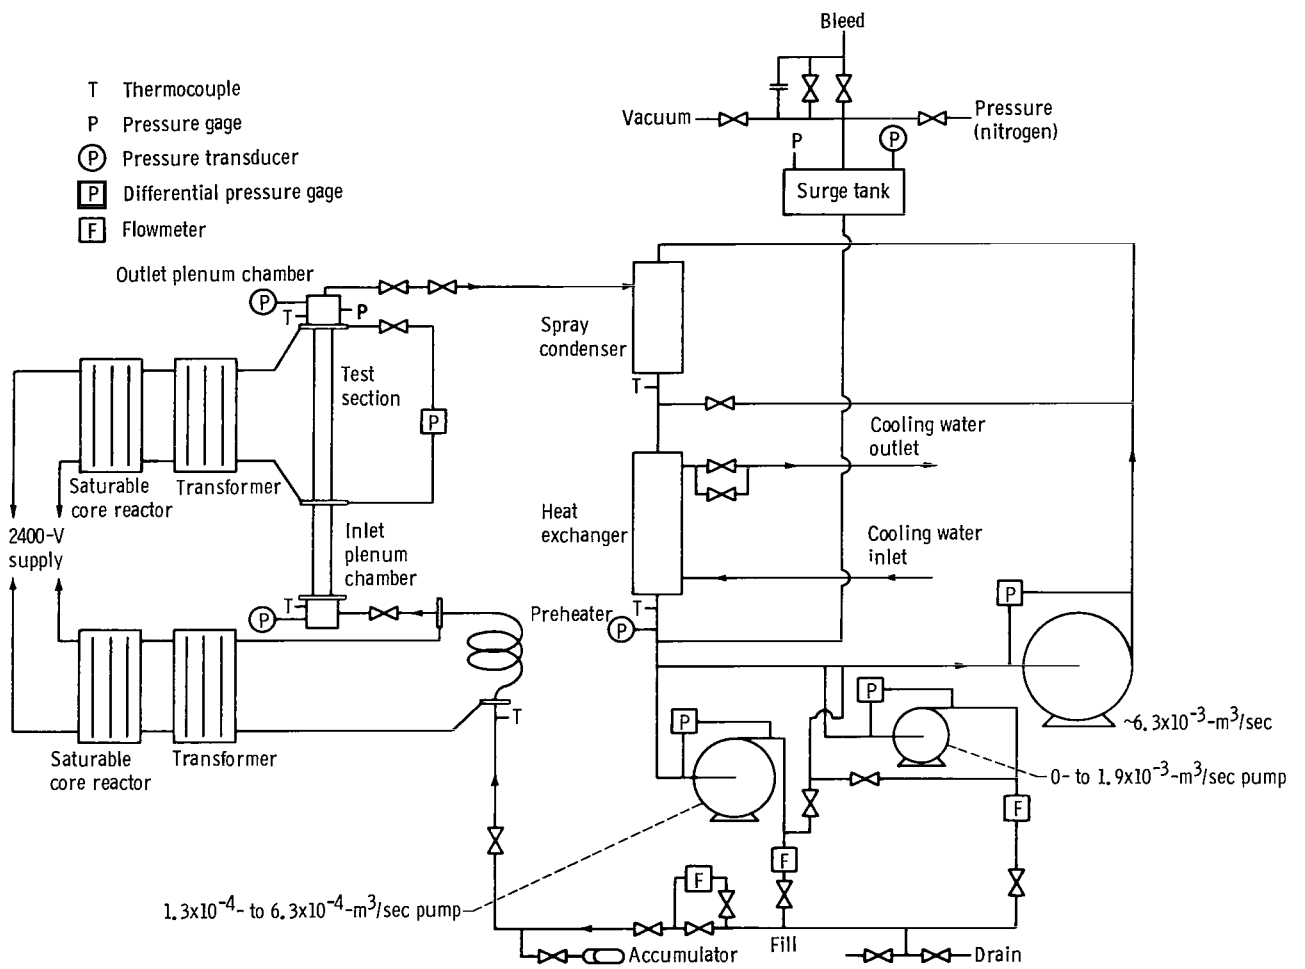 Bleed
T Thermocouple
P Pressure gage
P Pressure transducer
P Differential pressure gage
F Flowmeter
Vacuum
Pressure
(nitrogen)
P
P
Surge tank
Outlet plenum chamber
P
T
P
Spray
condenser
T
Test
section
P
Cooling water
outlet
Saturable
core reactor
Transformer
2400-V
supply
Inlet
plenum
chamber
Heat
exchanger
Cooling water
inlet
T
P
Preheater
T
P
P
P
T
P
~6.3x10⁻³-m³/sec
Saturable
core reactor
Transformer
0- to 1.9x10⁻³-m³/sec pump
F
F
F
1.3x10⁻⁴- to 6.3x10⁻⁴-m³/sec pump
Fill
Accumulator
Drain